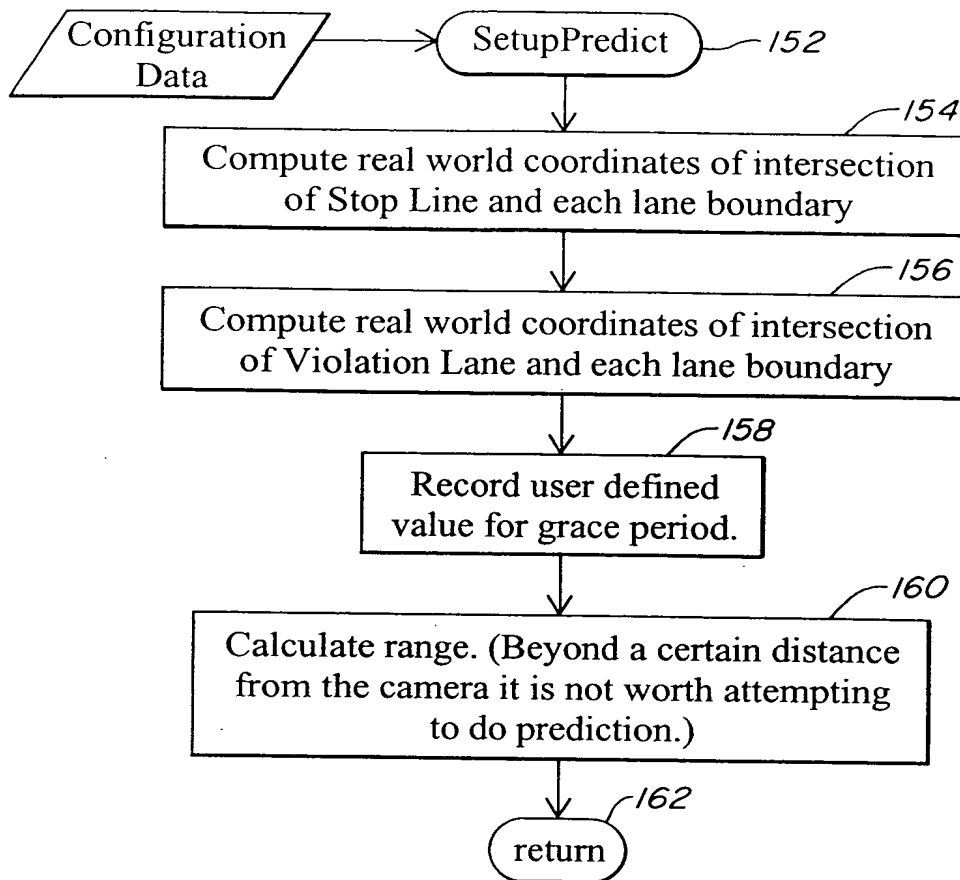 Configuration
Data
SetupPredict
152
154
Compute real world coordinates of intersection
of Stop Line and each lane boundary
156
Compute real world coordinates of intersection
of Violation Lane and each lane boundary
158
Record user defined
value for grace period.
160
Calculate range. (Beyond a certain distance
from the camera it is not worth attempting
to do prediction.)
162
return